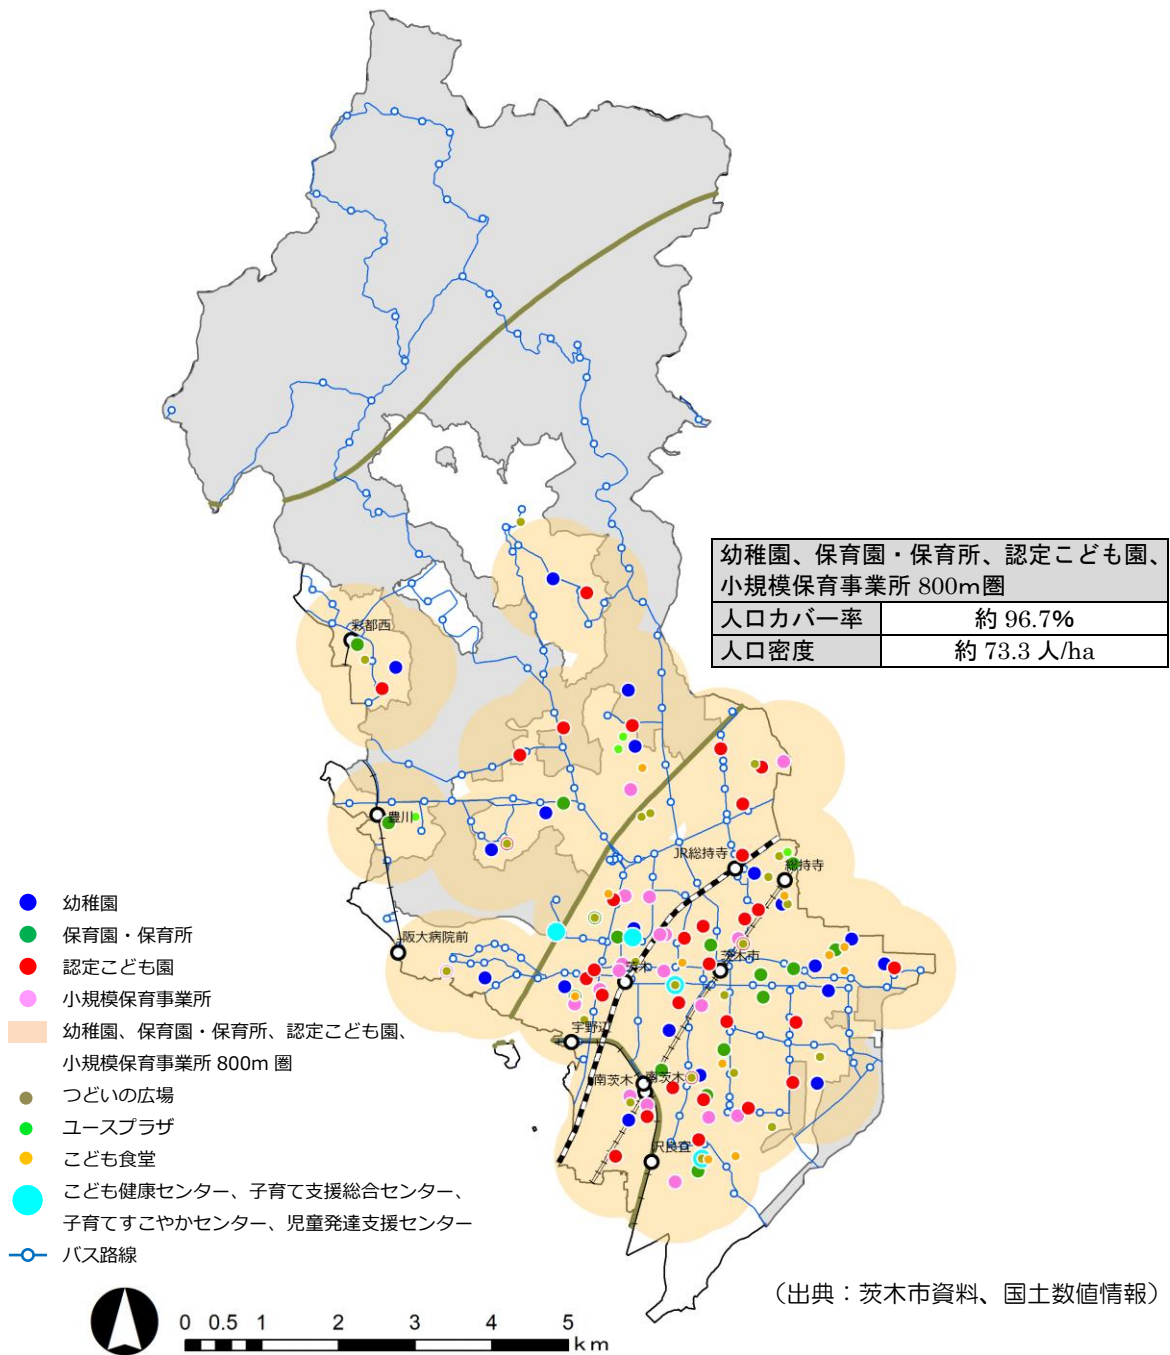 幼稚園、保育園・保育所、認定こども園、
小規模保育事業所 800m圏
人口カバー率 約 96.7%
人口密度 約 73.3 人/ha
彩都西
豊川
JR総持寺
総持寺
阪大病院前
茨木
茨木市
宇野辺
南茨木
南茨木
沢良宜
幼稚園
保育園・保育所
認定こども園
小規模保育事業所
幼稚園、保育園・保育所、認定こども園、
小規模保育事業所 800m 圏
つどいの広場
ユースプラザ
こども食堂
こども健康センター、子育て支援総合センター、
子育てすこやかセンター、児童発達支援センター
バス路線
(出典:茨木市資料、国土数値情報)
0 0.5 1 2 3 4 5
km